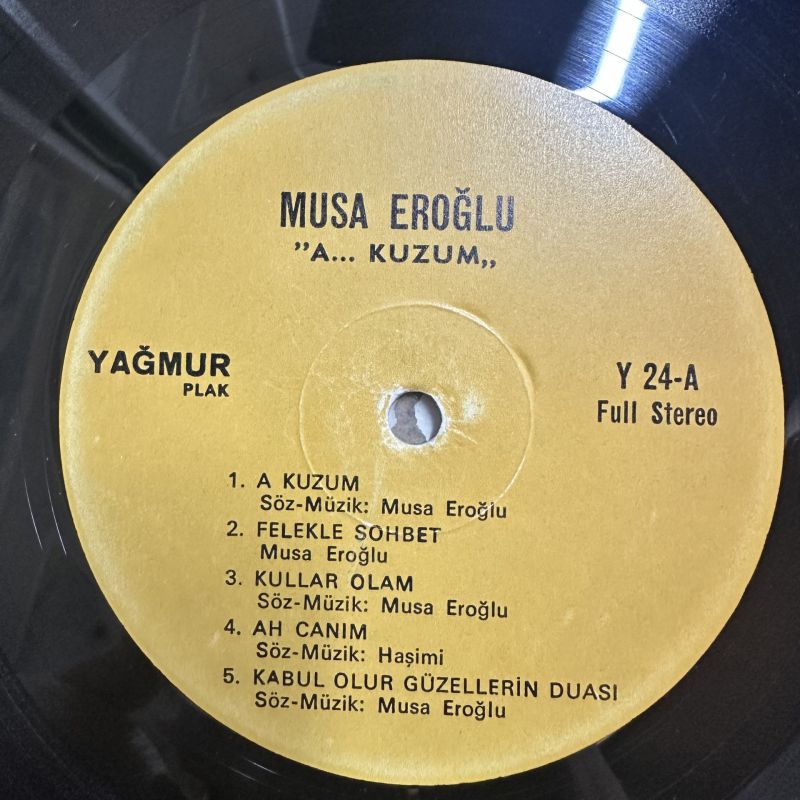 MUSA EROĞLU
"A... KUZUM„
YAĞMUR
PLAK
Y 24-A
Full Stereo
1. A KUZUM
Söz-Müzik: Musa Eroğlu
2. FELEKLE SOHBET
Musa Eroğlu
3. KULLAR OLAM
Söz-Müzik: Musa Eroğlu
4. AH CANIM
Söz-Müzik: Haşimi
5. KABUL OLUR GÜZELLERİN DUASI
Söz-Müzik: Musa Eroğlu